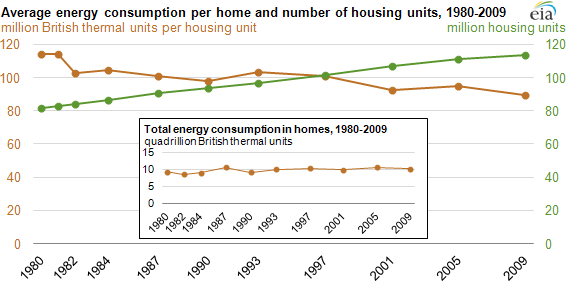 Average energy consumption per home and number of housing units, 1980-2009
million British thermal units per housing unit
eia
million housing units
120 120
100 100
80 80
60 60
40 40
20 20
0 0
Total energy consumption in homes, 1980-2009
quadrillion British thermal units
15
10
5
0
1980 1982 1984 1987 1990 1993 1997 2001 2005 2009
1980 1982 1984 1987 1990 1993 1997 2001 2005 2009